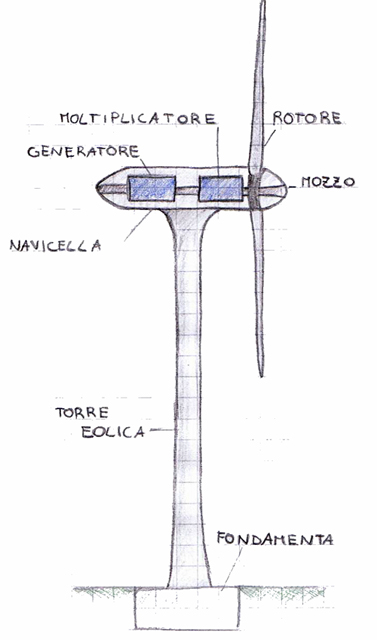 MOLTIPLICATORE
ROTORE
GENERATORE
MOZZO
NAVICELLA
TORRE
EOLICA
FONDAMENTA